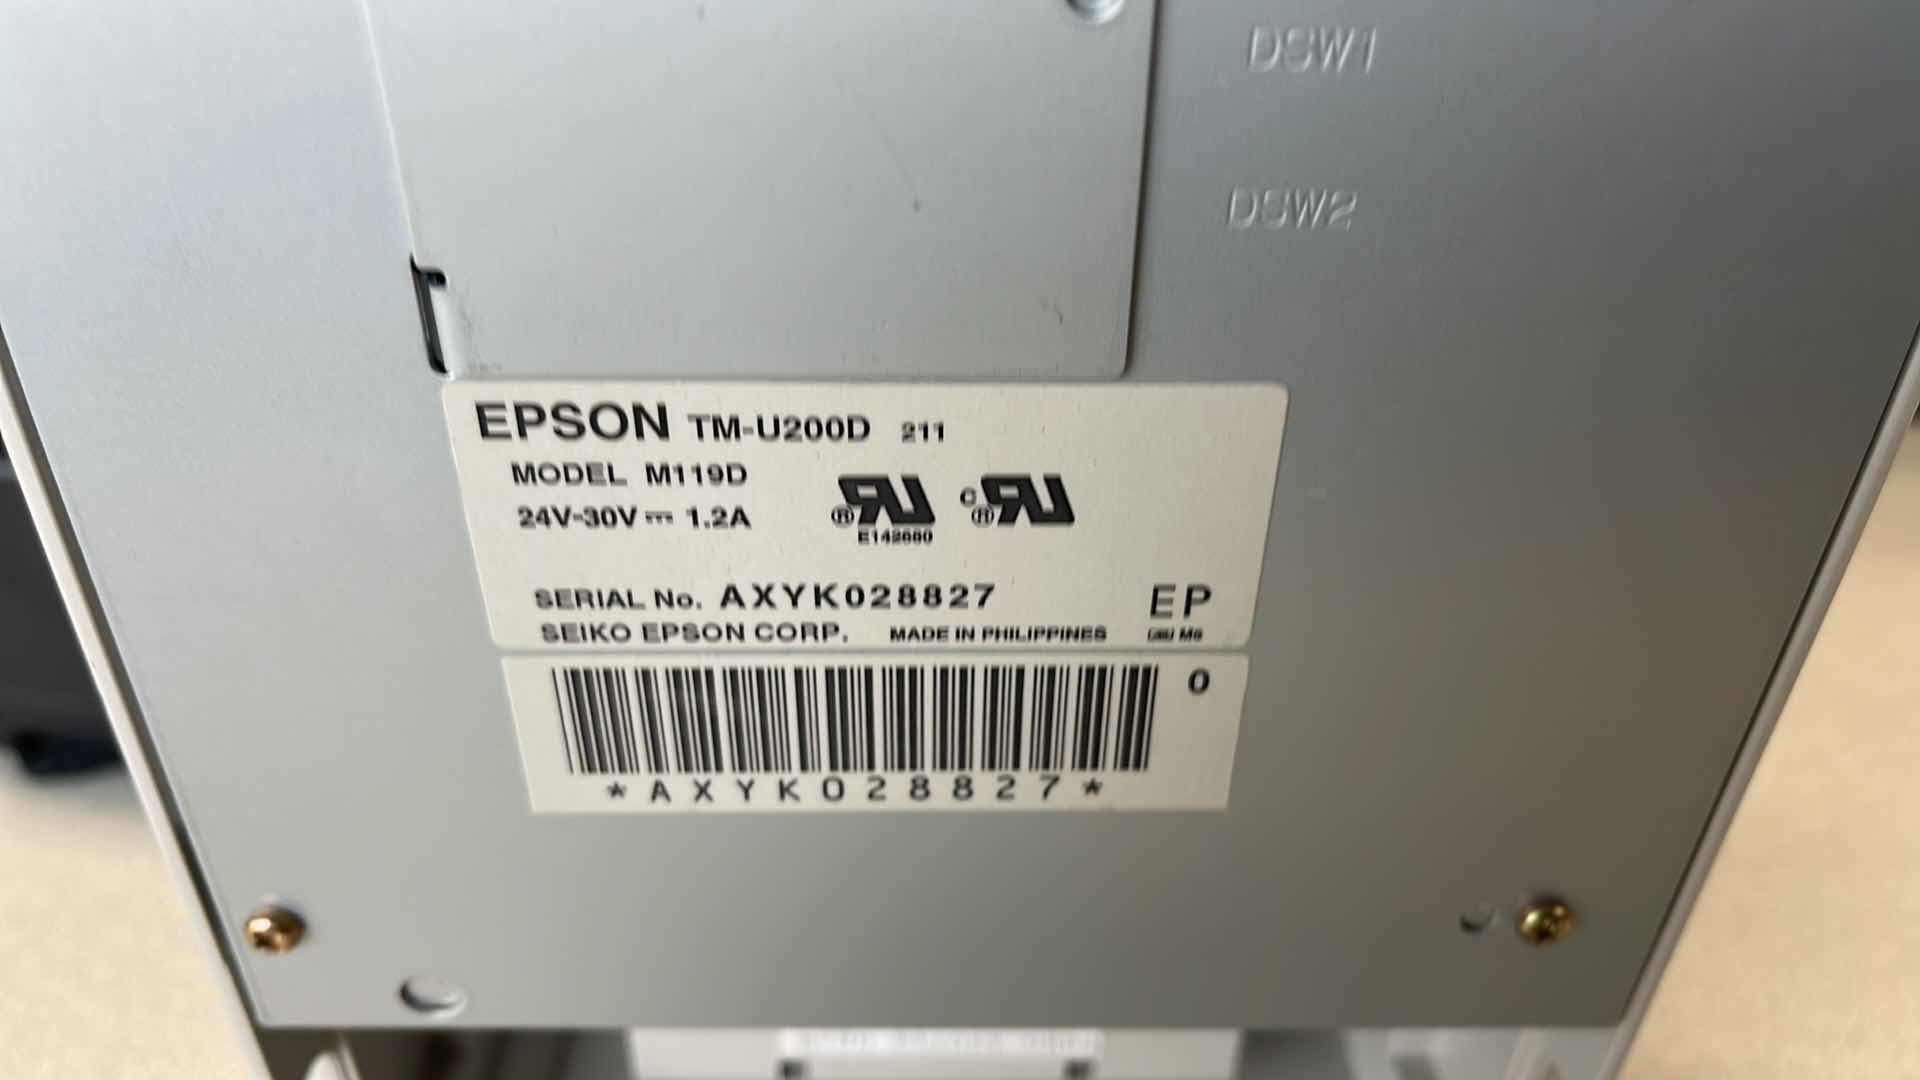 DSW1
DSW2
EPSON TM-U200D 211
MODEL M119D
24V-30V ⎓ 1.2A
E142660
SERIAL No. AXYK028827
EP
SEIKO EPSON CORP. MADE IN PHILIPPINES
0
*AXYK028827*